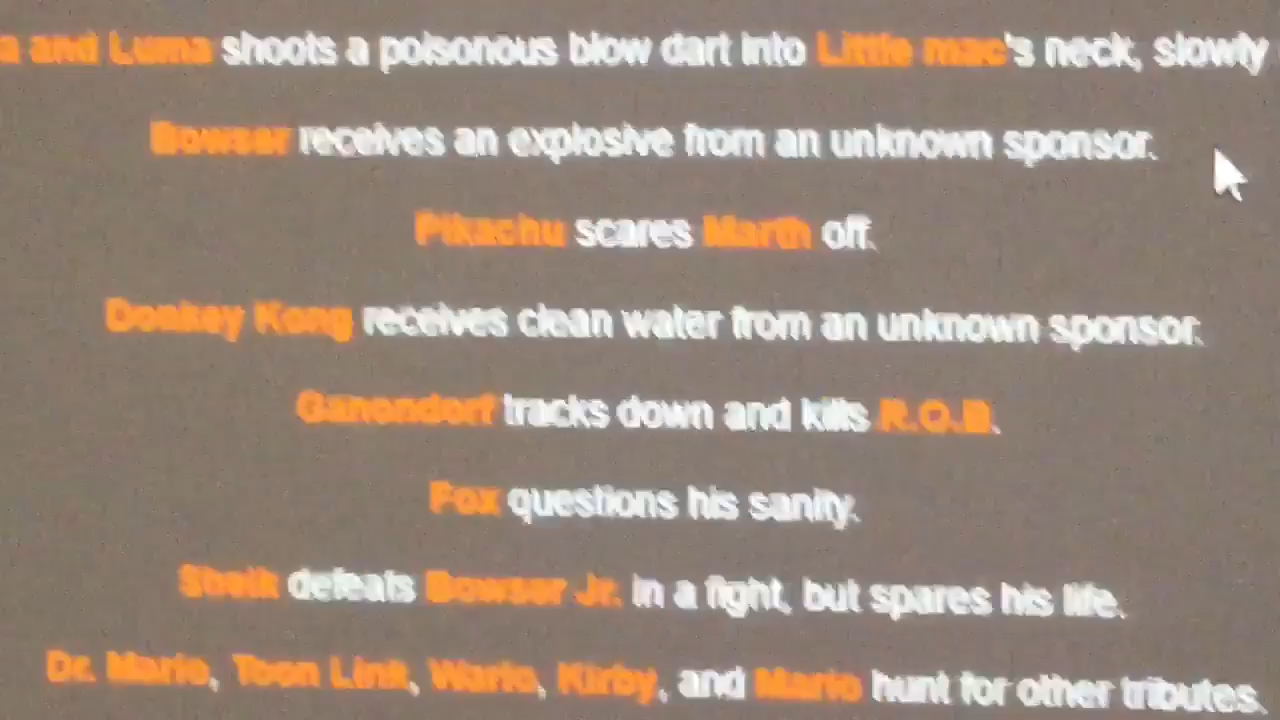 a and Luma shoots a poisonous blow dart into Little mac's neck, slowly
Bowser receives an explosive from an unknown sponsor.
Pikachu scares Marth off.
Donkey Kong receives clean water from an unknown sponsor.
Ganondorf tracks down and kills R.O.B.
Fox questions his sanity.
Sheik defeats Bowser Jr. in a fight, but spares his life.
Dr. Mario, Toon Link, Wario, Kirby, and Mario hunt for other tributes.